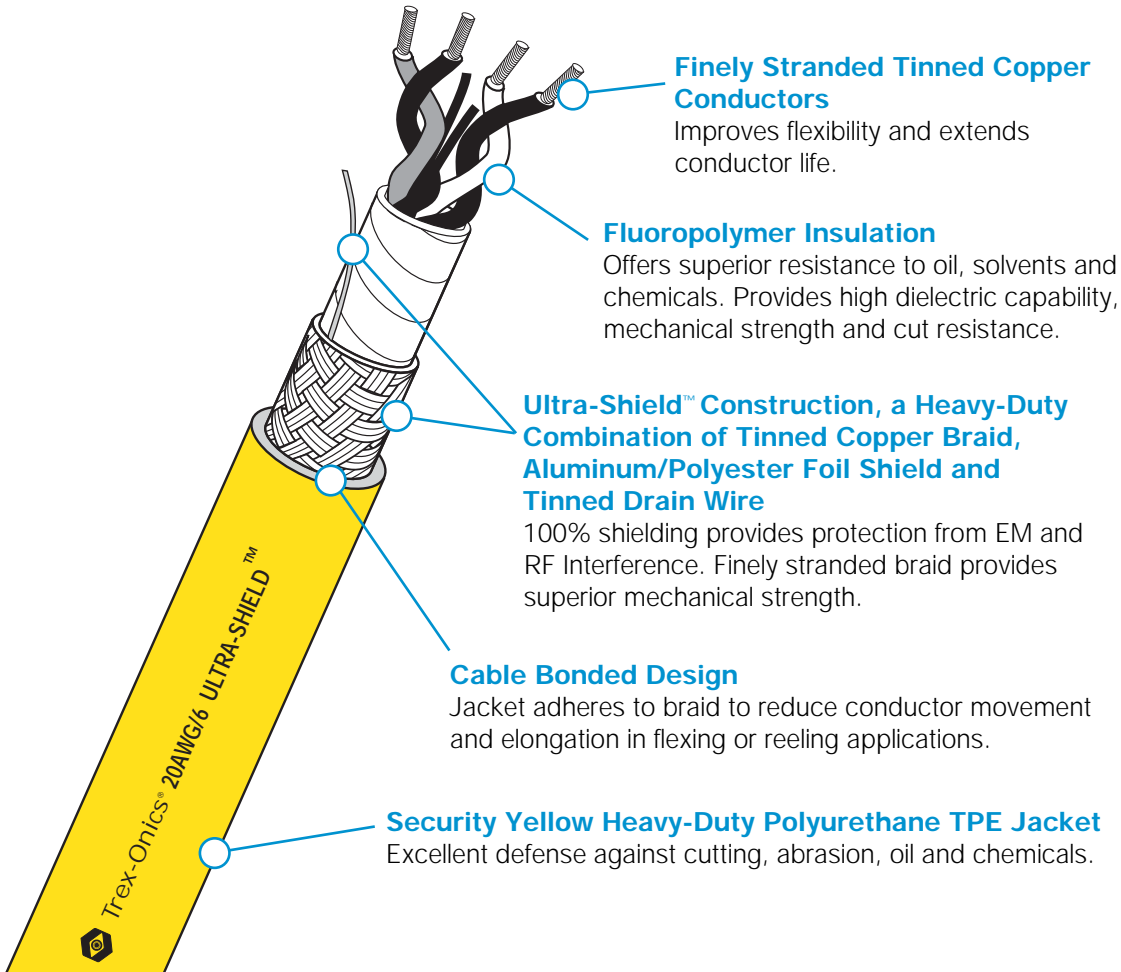 Finely Stranded Tinned Copper
Conductors
Improves flexibility and extends
conductor life.
Fluoropolymer Insulation
Offers superior resistance to oil, solvents and
chemicals. Provides high dielectric capability,
mechanical strength and cut resistance.
Ultra-Shield™ Construction, a Heavy-Duty
Combination of Tinned Copper Braid,
Aluminum/Polyester Foil Shield and
Tinned Drain Wire
100% shielding provides protection from EM and
RF Interference. Finely stranded braid provides
superior mechanical strength.
Cable Bonded Design
Jacket adheres to braid to reduce conductor movement
and elongation in flexing or reeling applications.
Security Yellow Heavy-Duty Polyurethane TPE Jacket
Excellent defense against cutting, abrasion, oil and chemicals.
Trex-Onics® 20AWG/6 ULTRA-SHIELD™